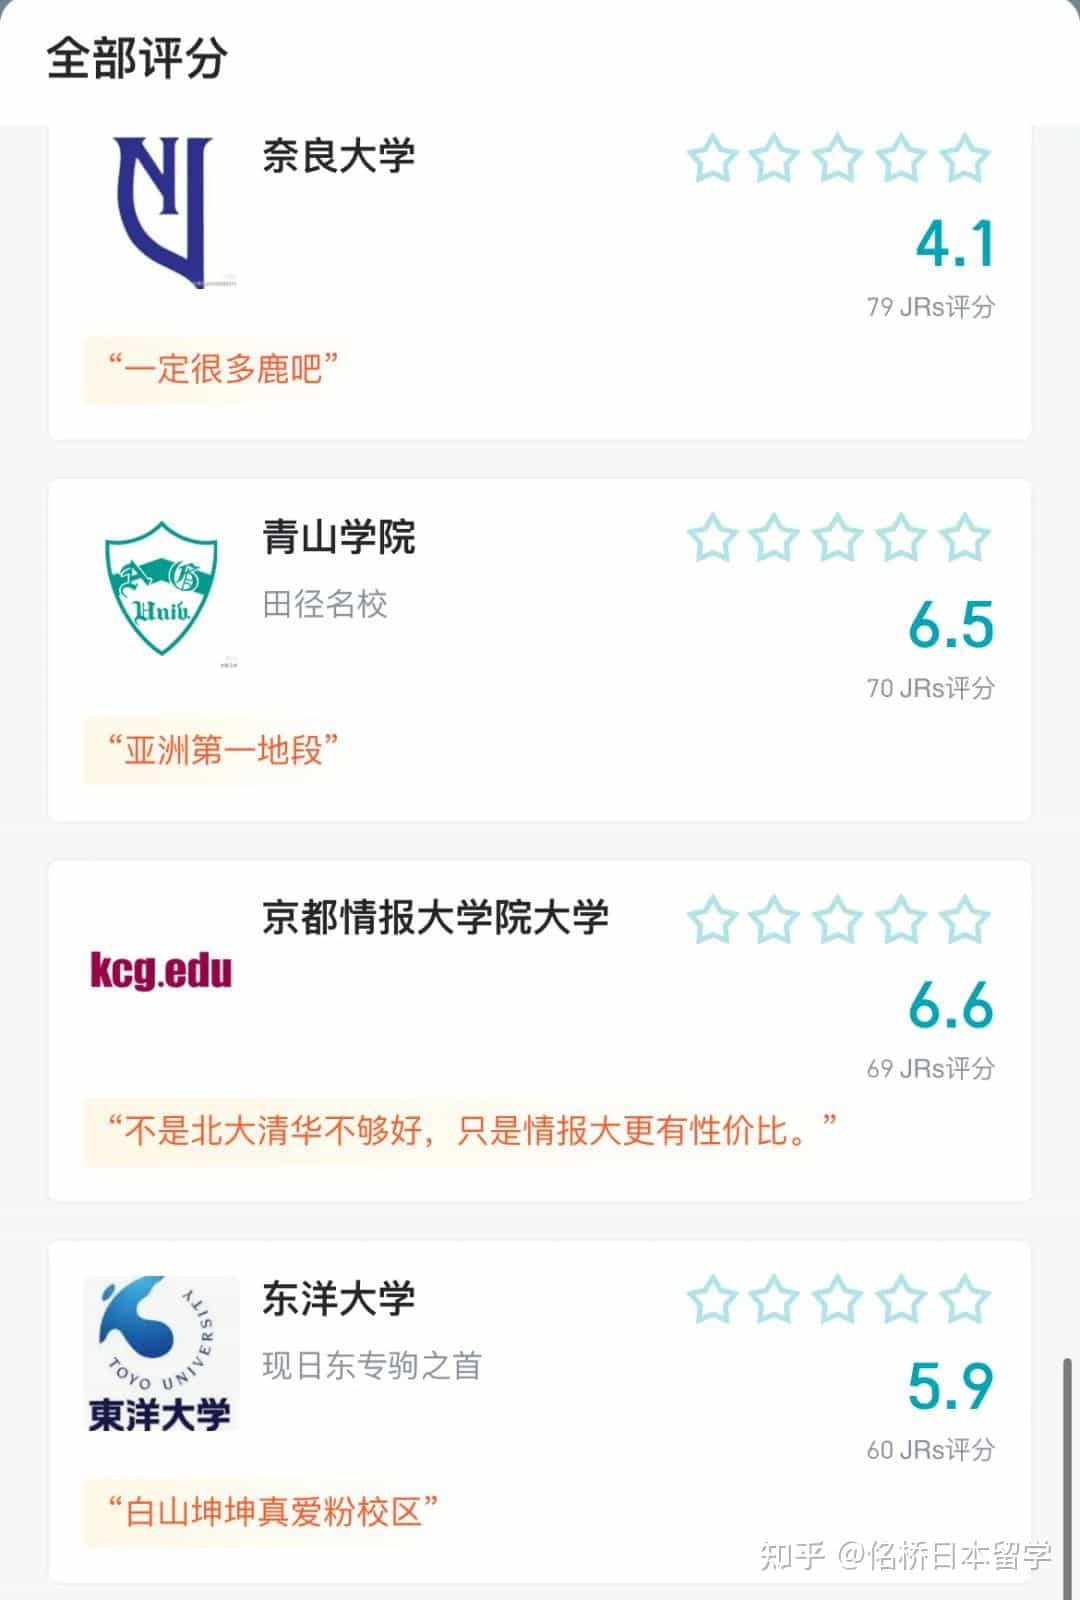 全部评分
奈良大学
4.1
79 JRs评分
“一定很多鹿吧”
青山学院
A G
Univ.
田径名校
6.5
70 JRs评分
“亚洲第一地段”
京都情报大学院大学
kcg.edu
6.6
69 JRs评分
“不是北大清华不够好，只是情报大更有性价比。”
东洋大学
TOYO UNIVERSITY
東洋大学
现日东专驹之首
5.9
60 JRs评分
“白山坤坤真爱粉校区”
知乎 @佲桥日本留学